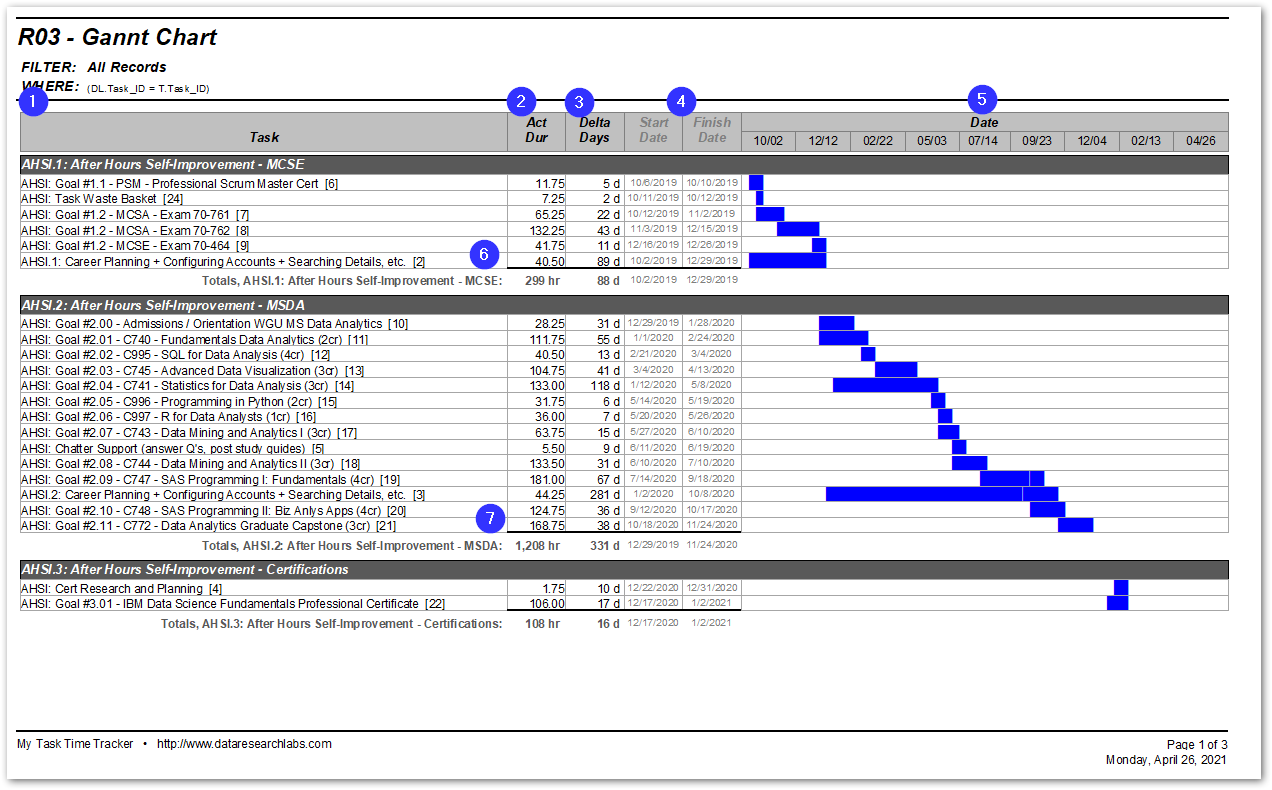 R03 - Gannt Chart
FILTER: All Records
WHERE: (DL.Task_ID = T.Task_ID)
1 2 3 4 5
Task Act Dur Delta Days Start Date Finish Date Date
10/02 12/12 02/22 05/03 07/14 09/23 12/04 02/13 04/26
AHSI.1: After Hours Self-Improvement - MCSE
AHSI: Goal #1.1 - PSM - Professional Scrum Master Cert [6] 11.75 5 d 10/6/2019 10/10/2019
AHSI: Task Waste Basket [24] 7.25 2 d 10/11/2019 10/12/2019
AHSI: Goal #1.2 - MCSA - Exam 70-761 [7] 65.25 22 d 10/12/2019 11/2/2019
AHSI: Goal #1.2 - MCSA - Exam 70-762 [8] 132.25 43 d 11/3/2019 12/15/2019
AHSI: Goal #1.2 - MCSE - Exam 70-464 [9] 41.75 11 d 12/16/2019 12/26/2019
6
AHSI.1: Career Planning + Configuring Accounts + Searching Details, etc. [2] 40.50 89 d 10/2/2019 12/29/2019
Totals, AHSI.1: After Hours Self-Improvement - MCSE: 299 hr 88 d 10/2/2019 12/29/2019
AHSI.2: After Hours Self-Improvement - MSDA
AHSI: Goal #2.00 - Admissions / Orientation WGU MS Data Analytics [10] 28.25 31 d 12/29/2019 1/28/2020
AHSI: Goal #2.01 - C740 - Fundamentals Data Analytics (2cr) [11] 111.75 55 d 1/1/2020 2/24/2020
AHSI: Goal #2.02 - C995 - SQL for Data Analysis (4cr) [12] 40.50 13 d 2/21/2020 3/4/2020
AHSI: Goal #2.03 - C745 - Advanced Data Visualization (3cr) [13] 104.75 41 d 3/4/2020 4/13/2020
AHSI: Goal #2.04 - C741 - Statistics for Data Analysis (3cr) [14] 133.00 118 d 1/12/2020 5/8/2020
AHSI: Goal #2.05 - C996 - Programming in Python (2cr) [15] 31.75 6 d 5/14/2020 5/19/2020
AHSI: Goal #2.06 - C997 - R for Data Analysts (1cr) [16] 36.00 7 d 5/20/2020 5/26/2020
AHSI: Goal #2.07 - C743 - Data Mining and Analytics I (3cr) [17] 63.75 15 d 5/27/2020 6/10/2020
AHSI: Chatter Support (answer Q's, post study guides) [5] 5.50 9 d 6/11/2020 6/19/2020
AHSI: Goal #2.08 - C744 - Data Mining and Analytics II (3cr) [18] 133.50 31 d 6/10/2020 7/10/2020
AHSI: Goal #2.09 - C747 - SAS Programming I: Fundamentals (4cr) [19] 181.00 67 d 7/14/2020 9/18/2020
AHSI.2: Career Planning + Configuring Accounts + Searching Details, etc. [3] 44.25 281 d 1/2/2020 10/8/2020
AHSI: Goal #2.10 - C748 - SAS Programming II: Biz Anlys Apps (4cr) [20] 124.75 36 d 9/12/2020 10/17/2020
7
AHSI: Goal #2.11 - C772 - Data Analytics Graduate Capstone (3cr) [21] 168.75 38 d 10/18/2020 11/24/2020
Totals, AHSI.2: After Hours Self-Improvement - MSDA: 1,208 hr 331 d 12/29/2019 11/24/2020
AHSI.3: After Hours Self-Improvement - Certifications
AHSI: Cert Research and Planning [4] 1.75 10 d 12/22/2020 12/31/2020
AHSI: Goal #3.01 - IBM Data Science Fundamentals Professional Certificate [22] 106.00 17 d 12/17/2020 1/2/2021
Totals, AHSI.3: After Hours Self-Improvement - Certifications: 108 hr 16 d 12/17/2020 1/2/2021
My Task Time Tracker • http://www.dataresearchlabs.com Page 1 of 3
Monday, April 26, 2021